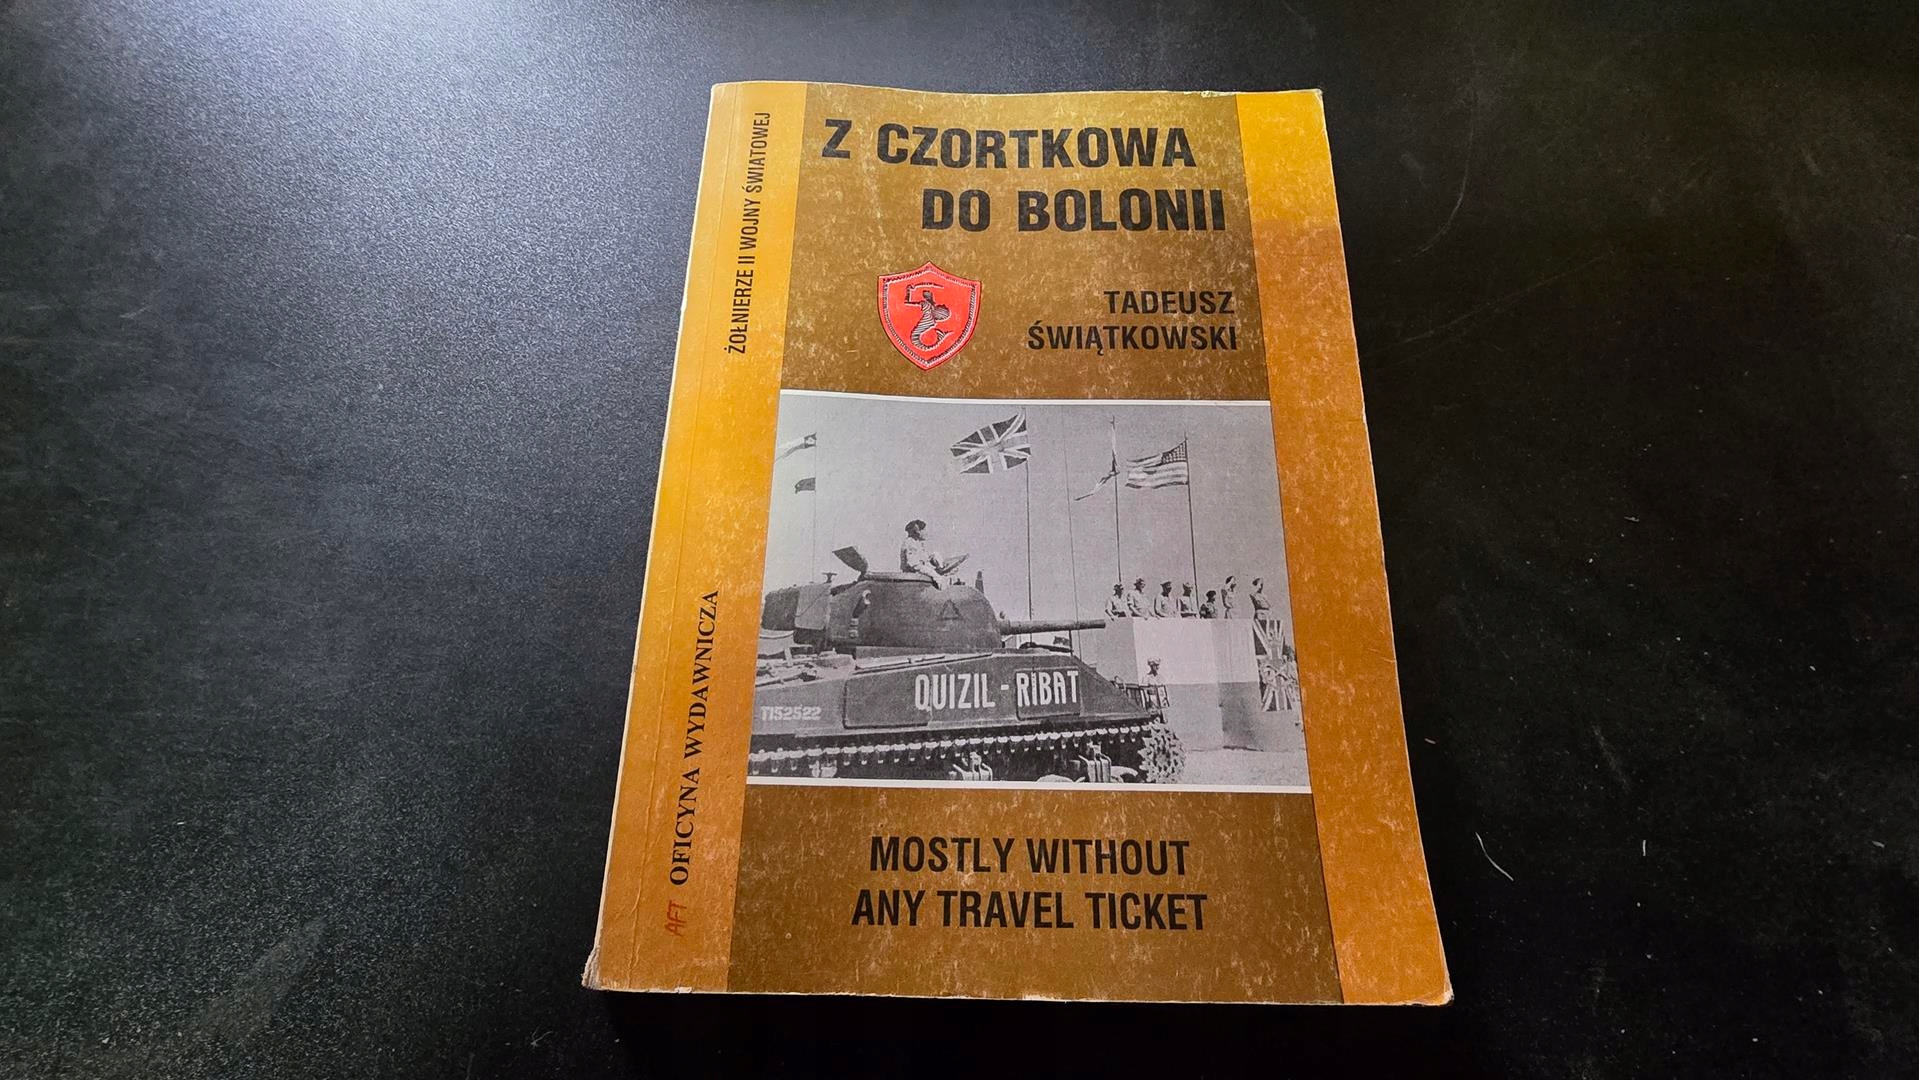 ŻOŁNIERZE II WOJNY ŚWIATOWEJ
Z CZORTKOWA
DO BOLONII
TADEUSZ
ŚWIĄTKOWSKI
QUIZIL - RIBAT
T152522
MOSTLY WITHOUT
ANY TRAVEL TICKET
AFT OFICYNA WYDAWNICZA